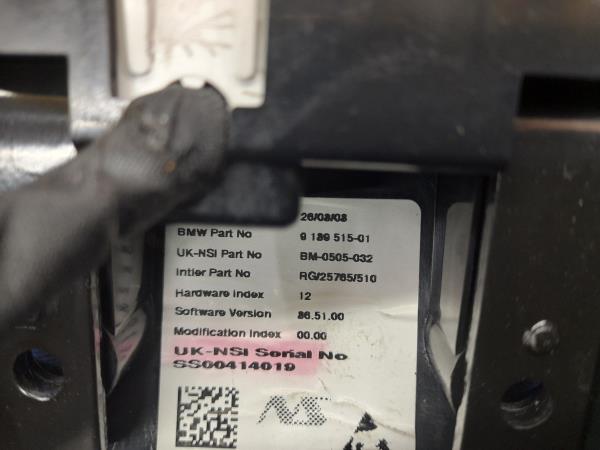 26/08/08
BMW Part No 9 189 515-01
UK-NSI Part No BM-0505-032
Intier Part No RG/25765/510
Hardware Index 12
Software Version 86.51.00
Modification Index 00.00
UK-NSI Serial No
SS00414019